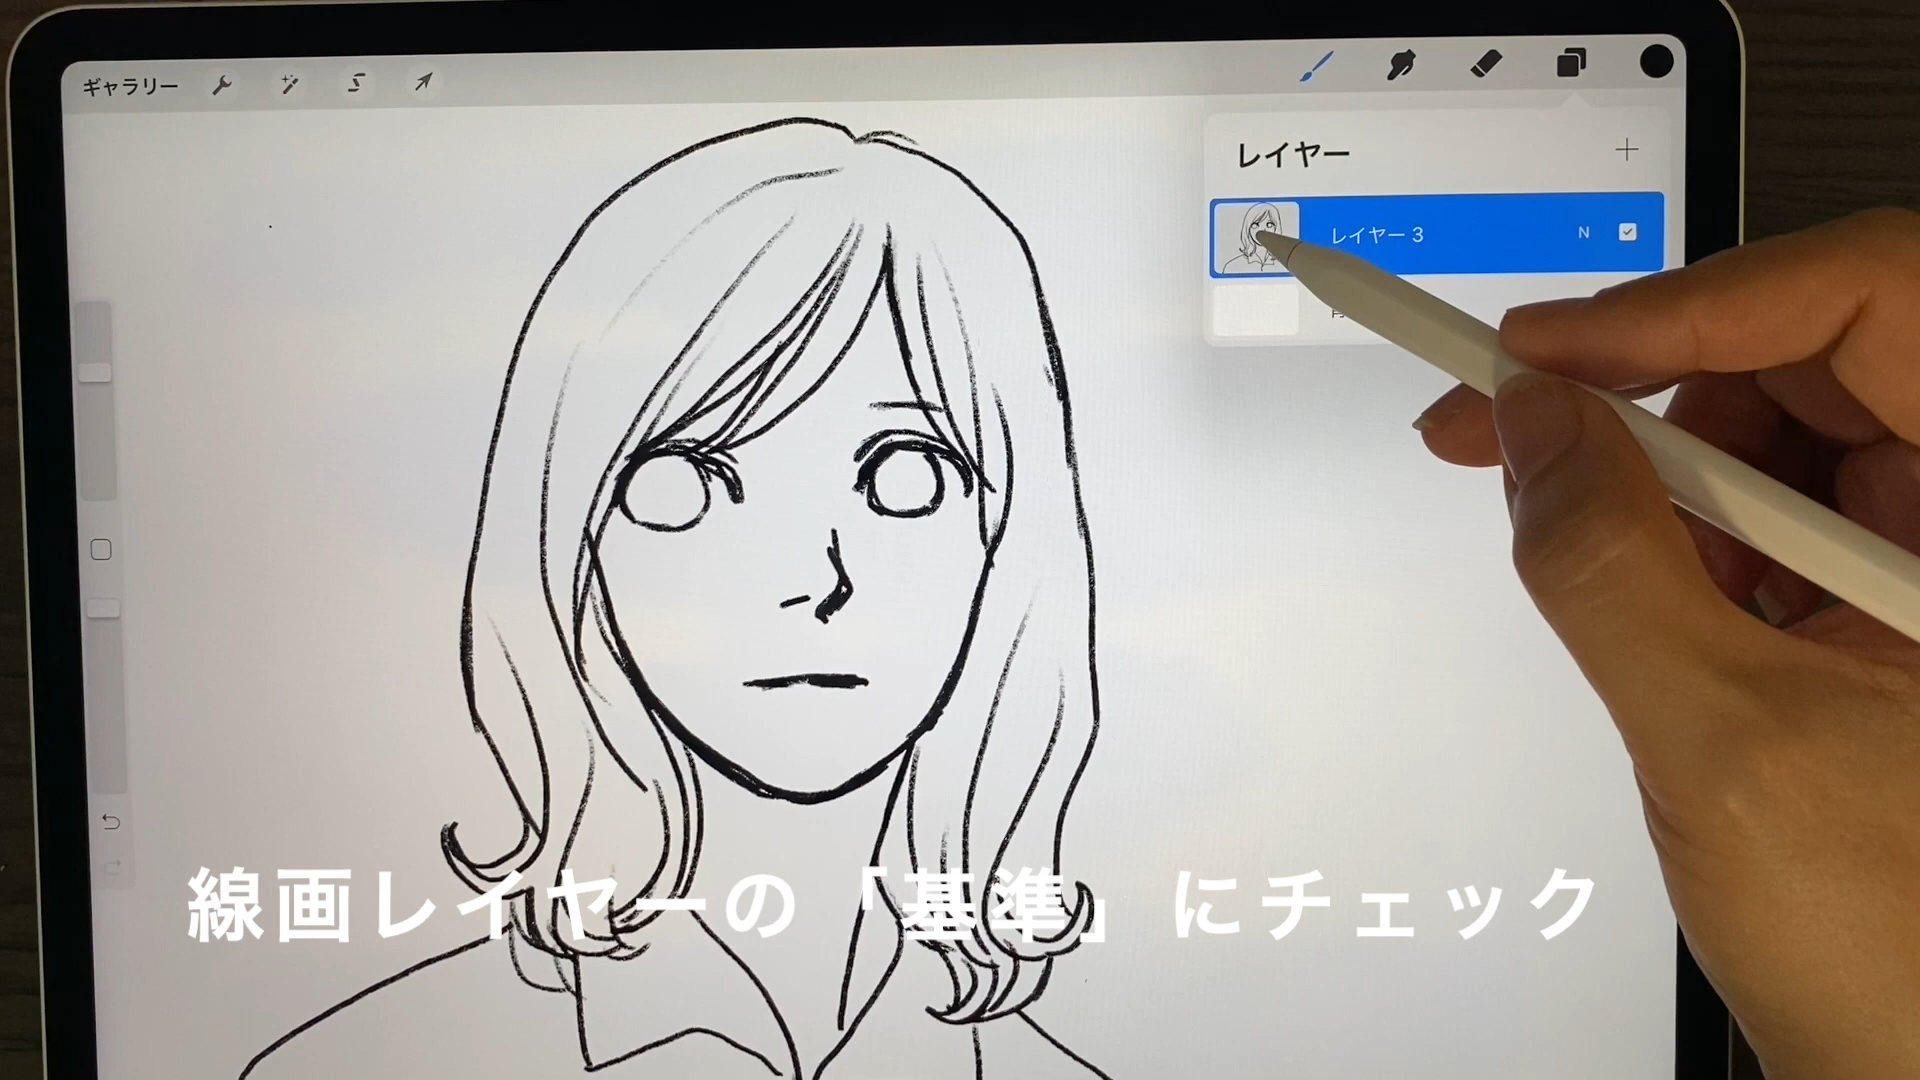 ギャラリー
レイヤー
レイヤー 3
N
線画レイヤーの「基準」にチェック